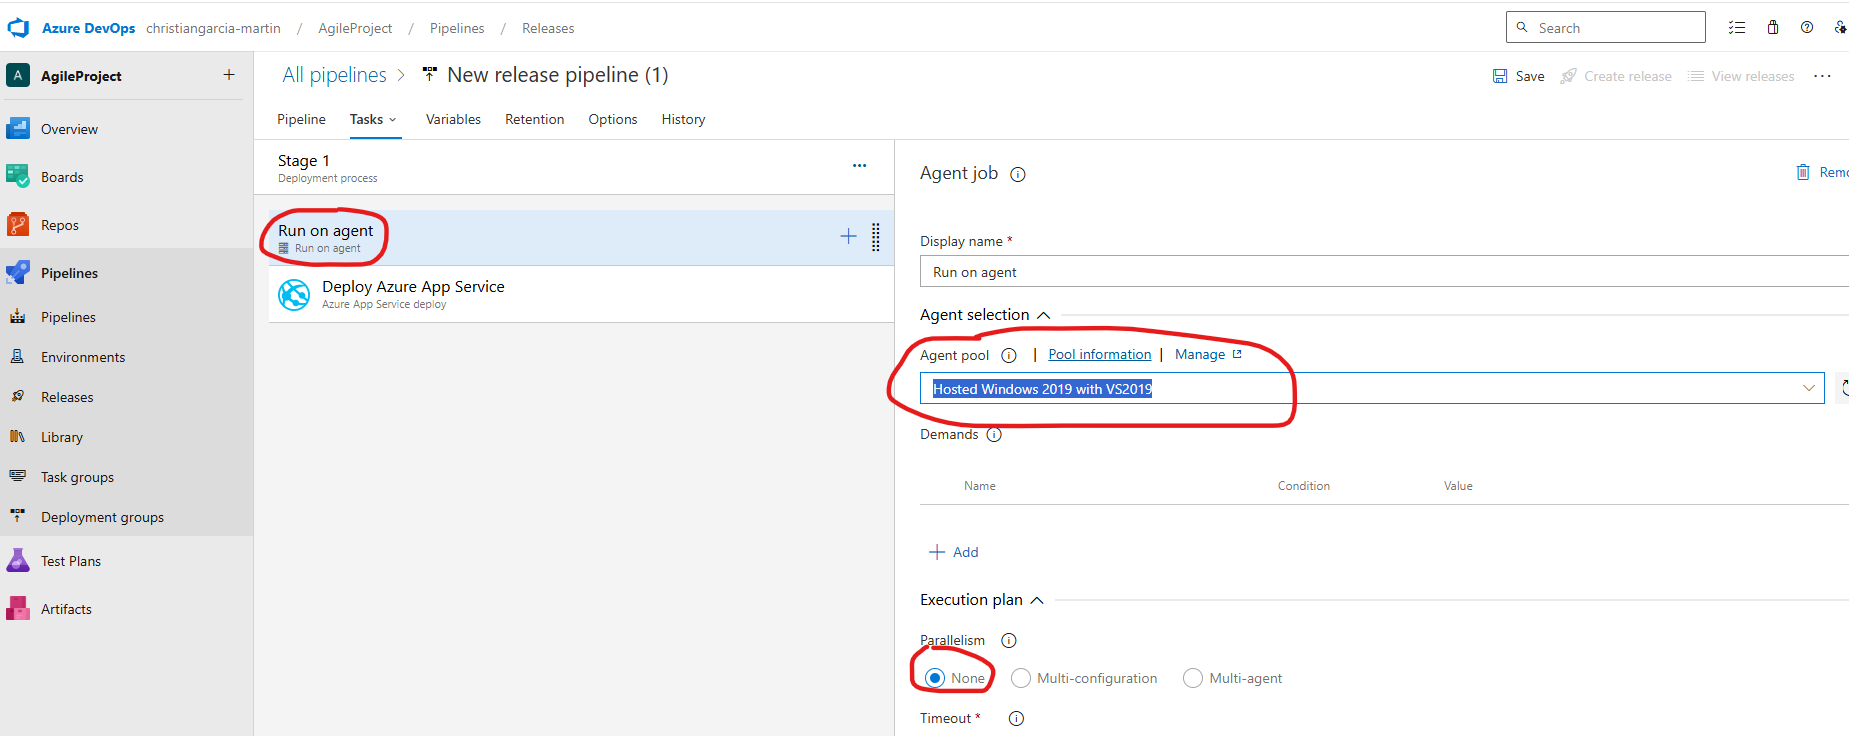 Azure DevOps christiangarcia-martin / AgileProject / Pipelines / Releases
Search
A AgileProject +
Overview
Boards
Repos
Pipelines
Pipelines
Environments
Releases
Library
Task groups
Deployment groups
Test Plans
Artifacts
All pipelines > New release pipeline (1)
Save Create release View releases ...
Pipeline Tasks Variables Retention Options History
Stage 1
Deployment process
...
Run on agent
Run on agent
+
Deploy Azure App Service
Azure App Service deploy
Agent job
Remo
Display name *
Run on agent
Agent selection
Agent pool | Pool information | Manage
Hosted Windows 2019 with VS2019
Demands
Name Condition Value
+ Add
Execution plan
Parallelism
None Multi-configuration Multi-agent
Timeout *